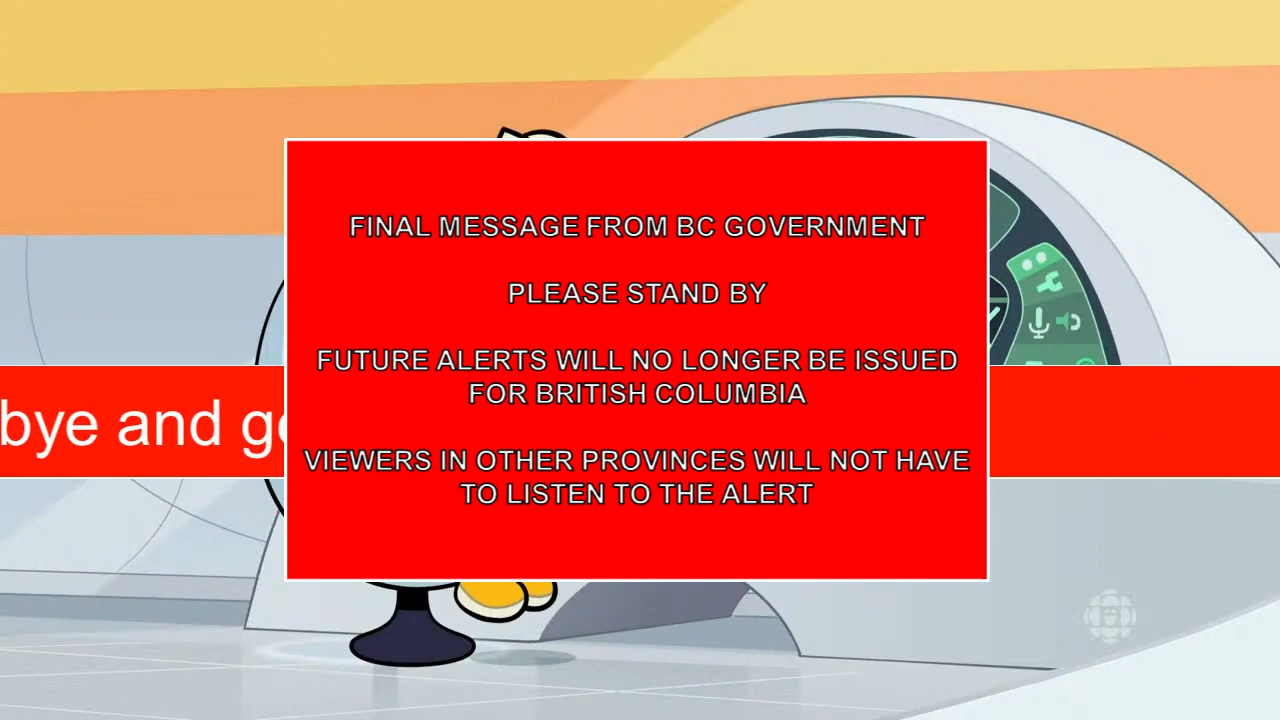 FINAL MESSAGE FROM BC GOVERNMENT
PLEASE STAND BY
FUTURE ALERTS WILL NO LONGER BE ISSUED
FOR BRITISH COLUMBIA
bye and
VIEWERS IN OTHER PROVINCES WILL NOT HAVE
TO LISTEN TO THE ALERT